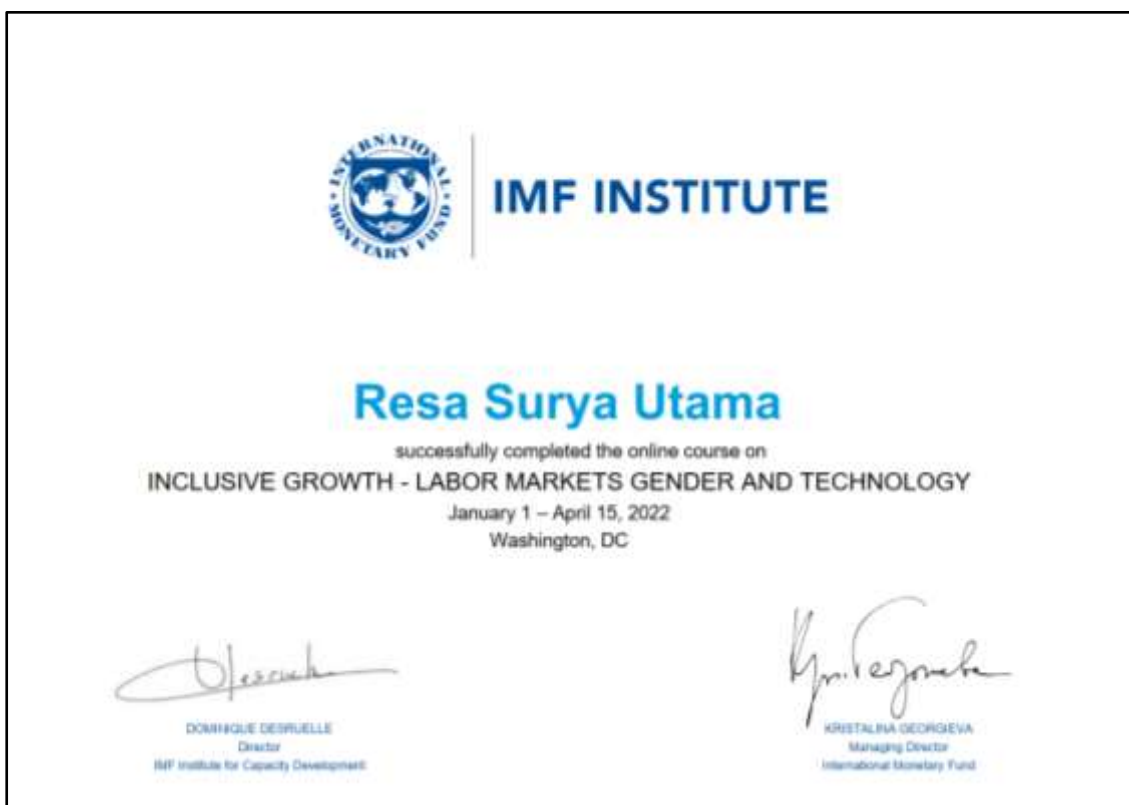 INTERNATIONAL MONETARY FUND
IMF INSTITUTE
Resa Surya Utama
successfully completed the online course on
INCLUSIVE GROWTH - LABOR MARKETS GENDER AND TECHNOLOGY
January 1 – April 15, 2022
Washington, DC
DOMINIQUE DESRUELLE
Director
IMF Institute for Capacity Development
KRISTALINA GEORGIEVA
Managing Director
International Monetary Fund